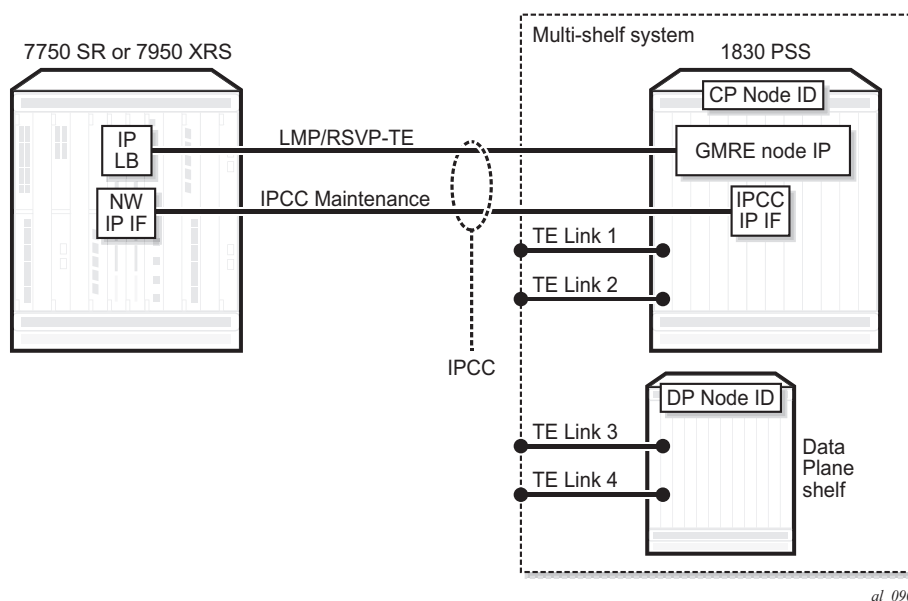 Multi-shelf system
7750 SR or 7950 XRS
1830 PSS
CP Node ID
IP
LB
LMP/RSVP-TE
GMRE node IP
NW
IP IF
IPCC Maintenance
IPCC
IP IF
TE Link 1
TE Link 2
IPCC
DP Node ID
TE Link 3
TE Link 4
Data
Plane
shelf